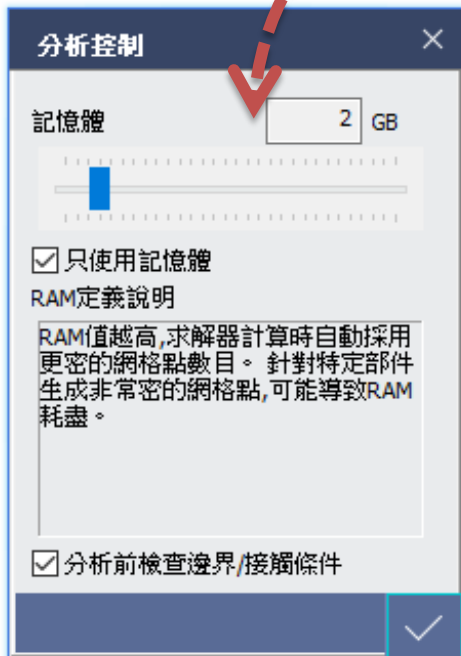 分析控制
記憶體 2 GB
只使用記憶體
RAM定義說明
RAM值越高,求解器計算時自動採用
更密的網格點數目。 針對特定部件
生成非常密的網格點,可能導致RAM
耗盡。
分析前檢查邊界/接觸條件